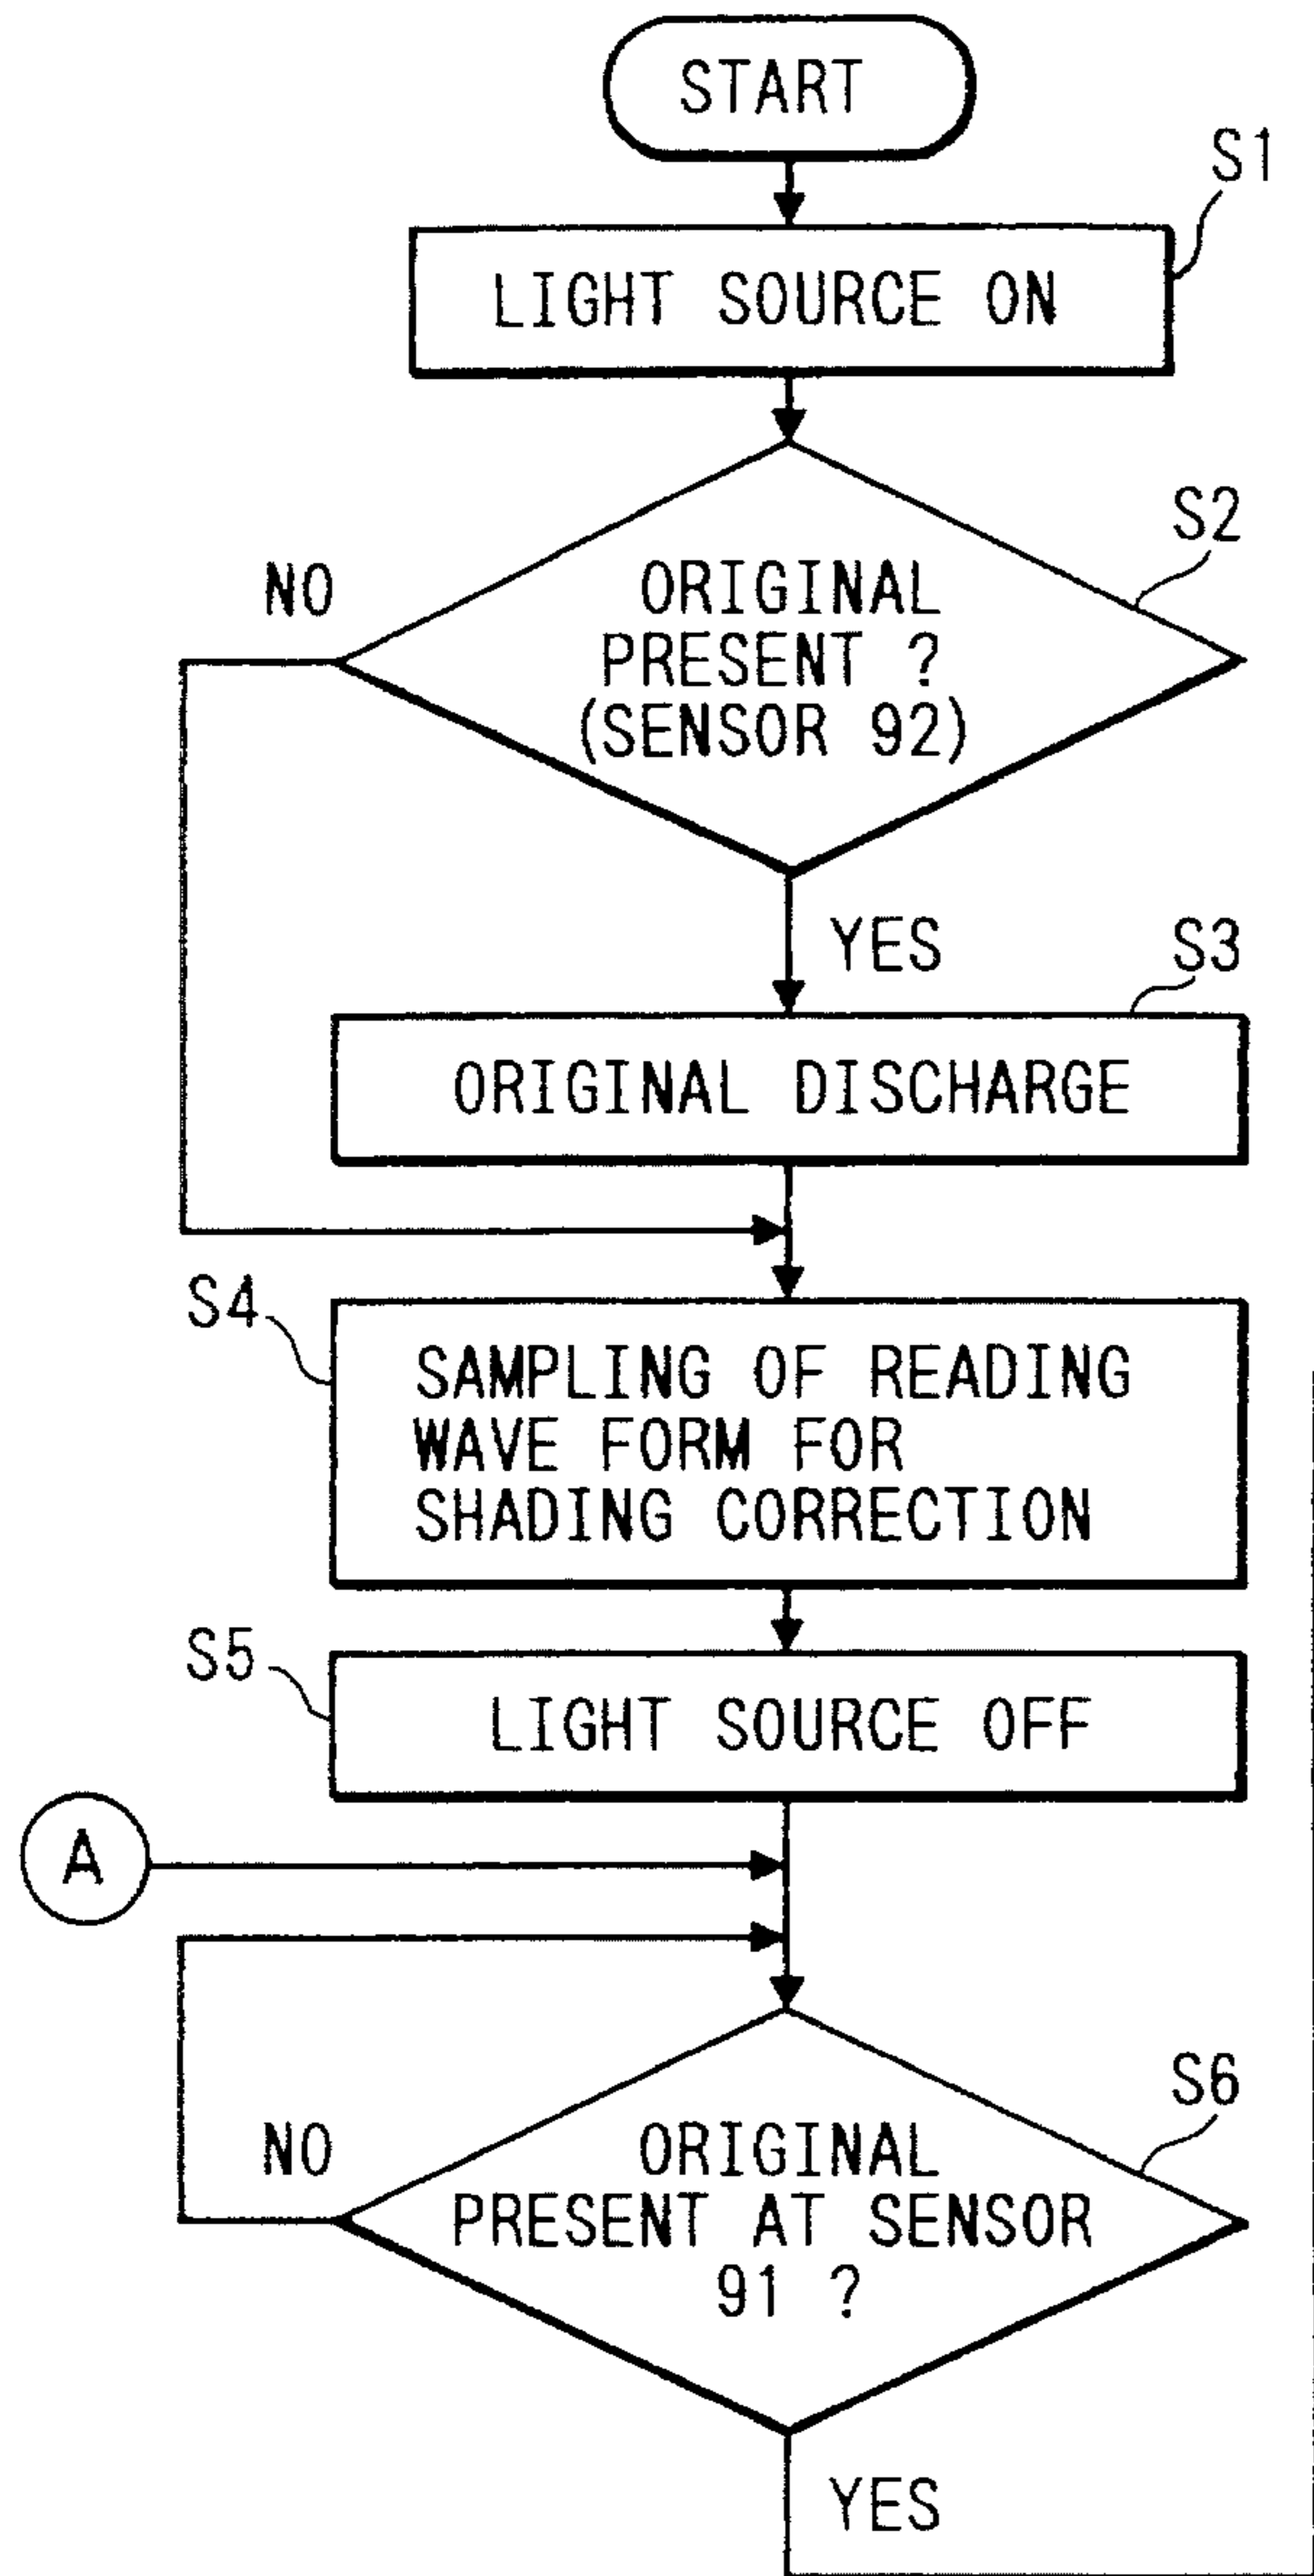 START
S1
LIGHT SOURCE ON
S2
NO
ORIGINAL
PRESENT ?
(SENSOR 92)
YES
S3
ORIGINAL DISCHARGE
S4
SAMPLING OF READING
WAVE FORM FOR
SHADING CORRECTION
S5
LIGHT SOURCE OFF
A
S6
NO
ORIGINAL
PRESENT AT SENSOR
91 ?
YES